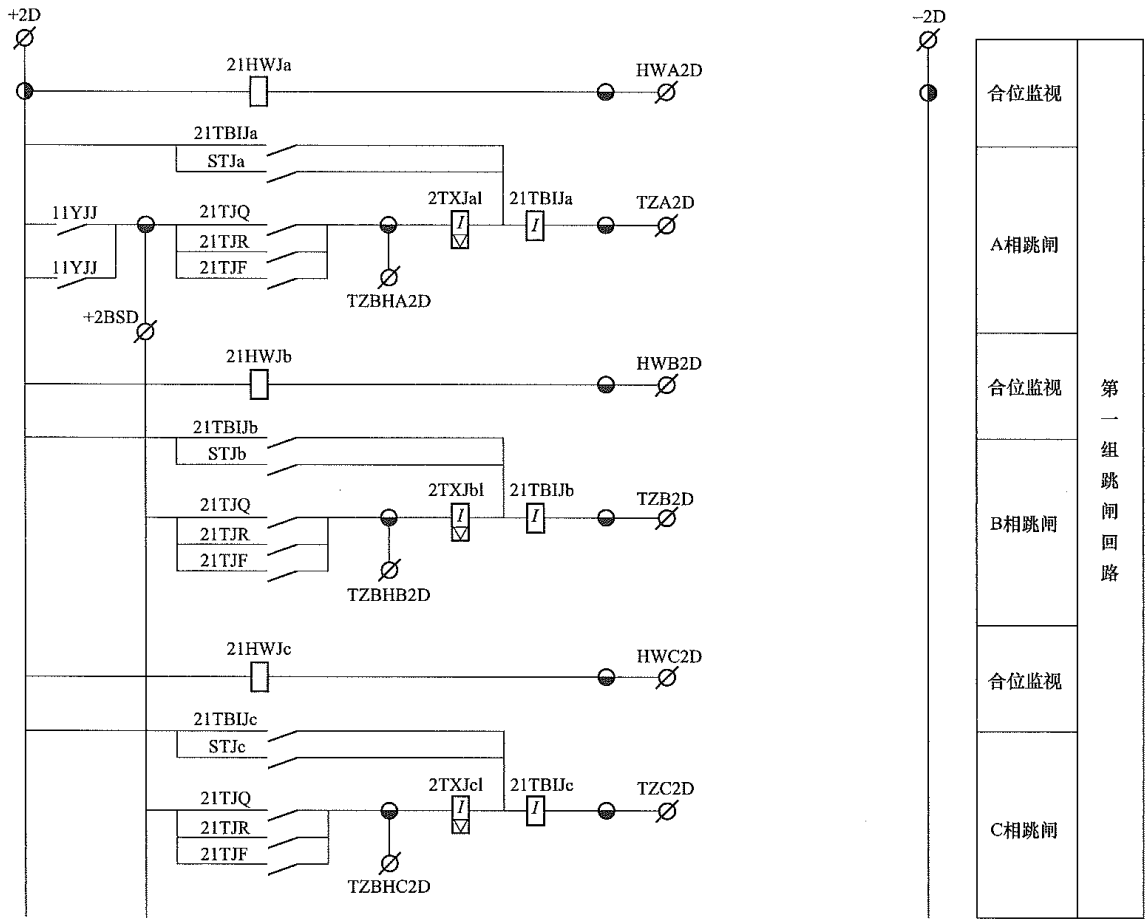 +2D
−2D
21HWJa
HWA2D
合位监视
21TBIJa
STJa
11YJJ
21TJQ
2TXJal
21TBIJa
TZA2D
21TJR
A相跳闸
11YJJ
21TJF
TZBHA2D
+2BSD
21HWJb
HWB2D
合位监视
21TBIJb
STJb
21TJQ
2TXJbl
21TBIJb
TZB2D
21TJR
B相跳闸
21TJF
TZBHB2D
第一组跳闸回路
21HWJc
HWC2D
合位监视
21TBIJc
STJc
21TJQ
2TXJcl
21TBIJc
TZC2D
21TJR
C相跳闸
21TJF
TZBHC2D
I
I
I
I
I
I